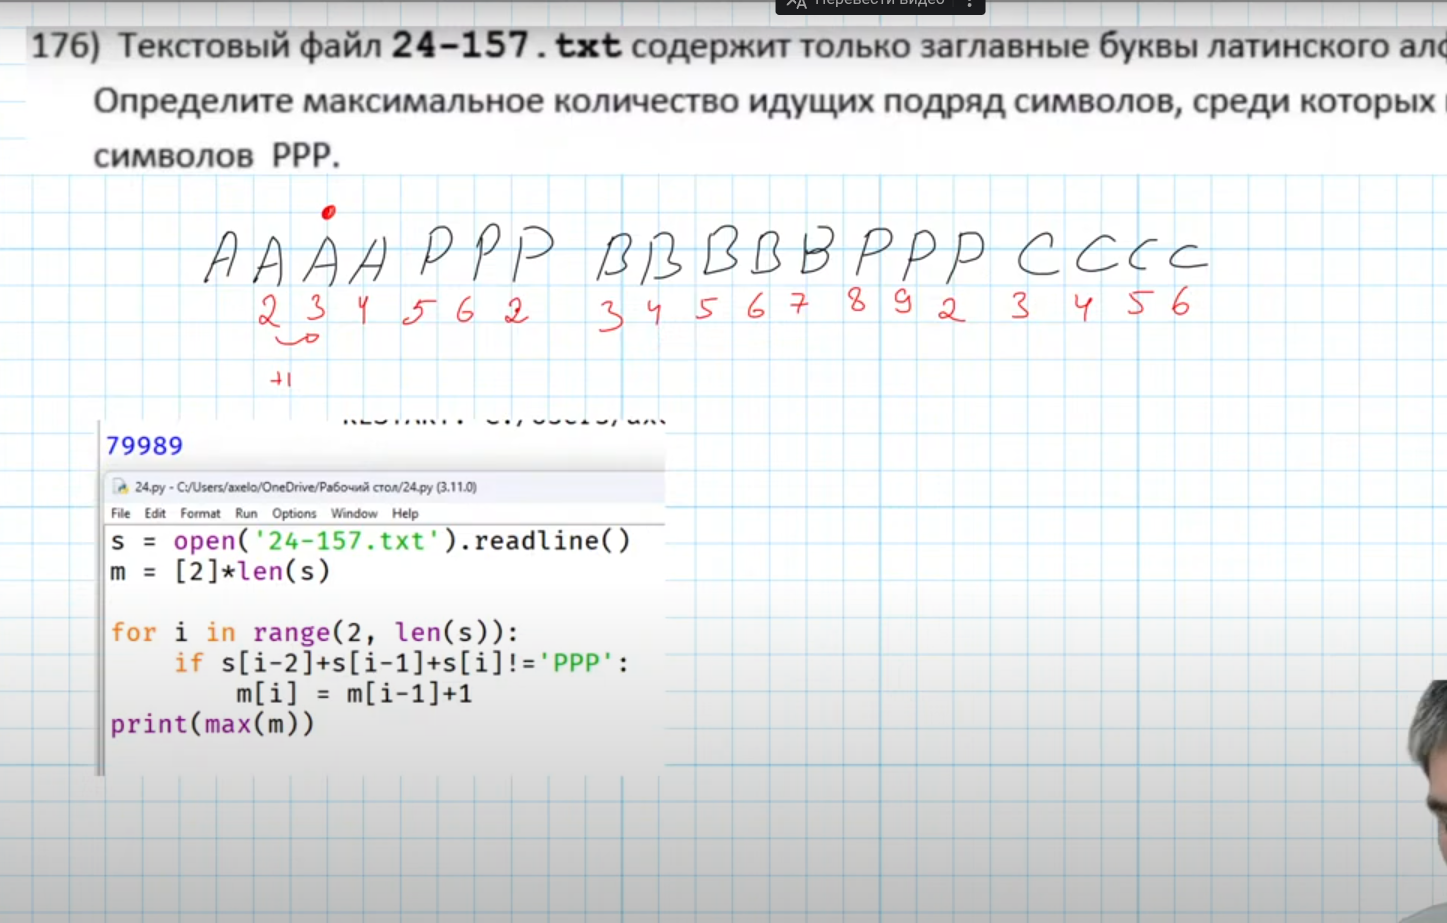 Перевести видео
176) Текстовый файл 24-157.txt содержит только заглавные буквы латинского
Определите максимальное количество идущих подряд символов, среди которых
символов PPP.
A A A A P P P B B B B B P P P C C C C
2 3 4 5 6 2 3 4 5 6 7 8 9 2 3 4 5 6
+1
79989
24.py - C:/Users/axelo/OneDrive/Рабочий стол/24.py (3.11.0)
File Edit Format Run Options Window Help
s = open('24-157.txt').readline()
m = [2]*len(s)
for i in range(2, len(s)):
    if s[i-2]+s[i-1]+s[i]!='PPP':
        m[i] = m[i-1]+1
print(max(m))